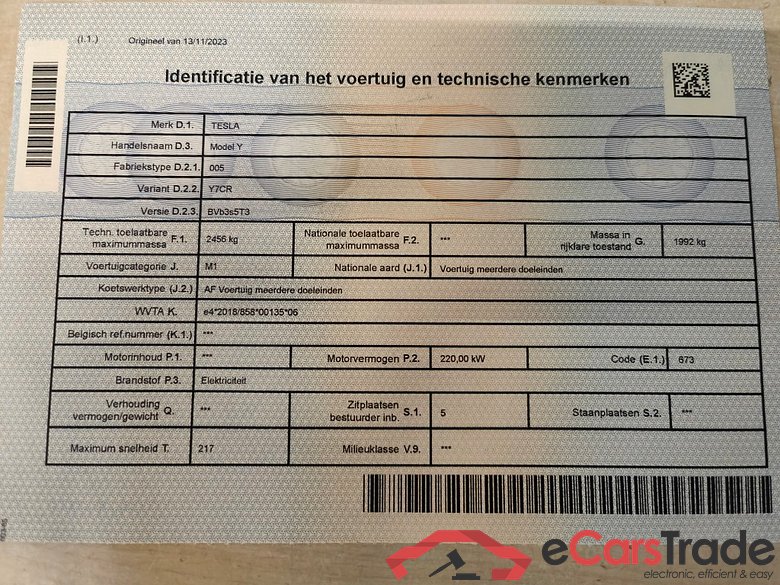 (I.1.) Origineel van 13/11/2023
Identificatie van het voertuig en technische kenmerken
Merk D.1. TESLA
Handelsnaam D.3. Model Y
Fabriekstype D.2.1. 005
Variant D.2.2. Y7CR
Versie D.2.3. BVb3s5T3
Techn. toelaatbare maximummassa F.1. 2456 kg Nationale toelaatbare maximummassa F.2. *** Massa in rijklare toestand G. 1992 kg
Voertuigcategorie J. M1 Nationale aard (J.1.) Voertuig meerdere doeleinden
Koetswerktype (J.2.) AF Voertuig meerdere doeleinden
WVTA K. e4*2018/858*00135*06
Belgisch ref.nummer (K.1.) ***
Motorinhoud P.1. *** Motorvermogen P.2. 220,00 kW Code (E.1.) 673
Brandstof P.3. Elektriciteit
Verhouding vermogen/gewicht Q. *** Zitplaatsen bestuurder inb. S.1. 5 Staanplaatsen S.2. ***
Maximum snelheid T. 217 Milieuklasse V.9. ***
eCarsTrade
electronic, efficient & easy